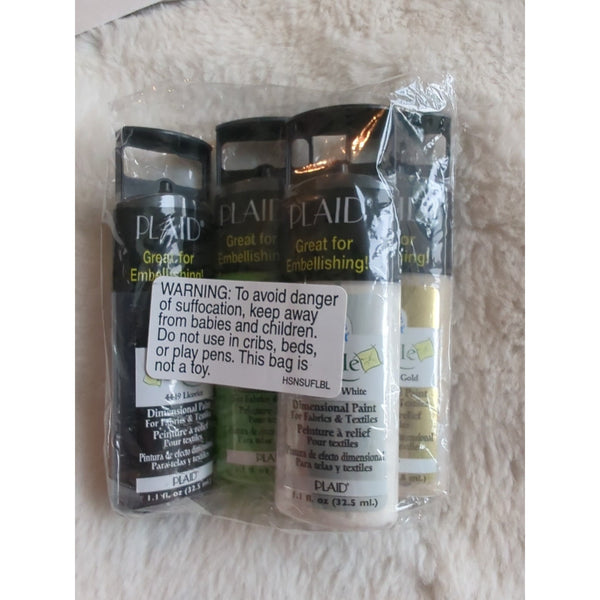 PLAID®
Great for
Embellishing!
4419 Licorice
Dimensional Paint
For Fabrics & Textiles
Peinture à relief
Pour textiles
Pintura de efecto dimensional
Para telas y textiles
PLAID®
1.1 fl. oz (32.5 ml.)
PLAID
Great for
Embellishing!
PLAID®
Great for
Embellishing!
White
Dimensional Paint
For Fabrics & Textiles
Peinture à relief
Pour textiles
Pintura de efecto dimensional
Para telas y textiles
PLAID®
1.1 fl. oz (32.5 ml.)
Gold
WARNING: To avoid danger
of suffocation, keep away
from babies and children.
Do not use in cribs, beds,
or play pens. This bag is
not a toy.
HSNSUFLBL